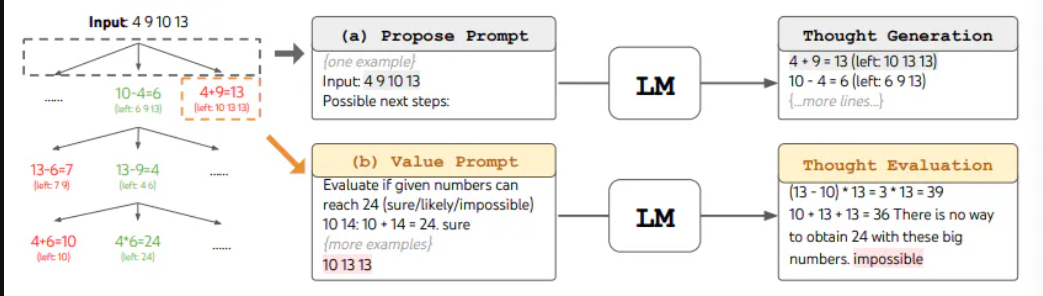 Input: 4 9 10 13
......
10-4=6
(left: 6 9 13)
4+9=13
(left: 10 13 13)
13-6=7
(left: 7 9)
13-9=4
(left: 4 6)
......
4+6=10
(left: 10)
4*6=24
(left: 24)
......
(a) Propose Prompt
{one example}
Input: 4 9 10 13
Possible next steps:
LM
Thought Generation
4 + 9 = 13 (left: 10 13 13)
10 - 4 = 6 (left: 6 9 13)
{...more lines...}
(b) Value Prompt
Evaluate if given numbers can
reach 24 (sure/likely/impossible)
10 14: 10 + 14 = 24. sure
{more examples}
10 13 13
LM
Thought Evaluation
(13 - 10) * 13 = 3 * 13 = 39
10 + 13 + 13 = 36 There is no way
to obtain 24 with these big
numbers. impossible